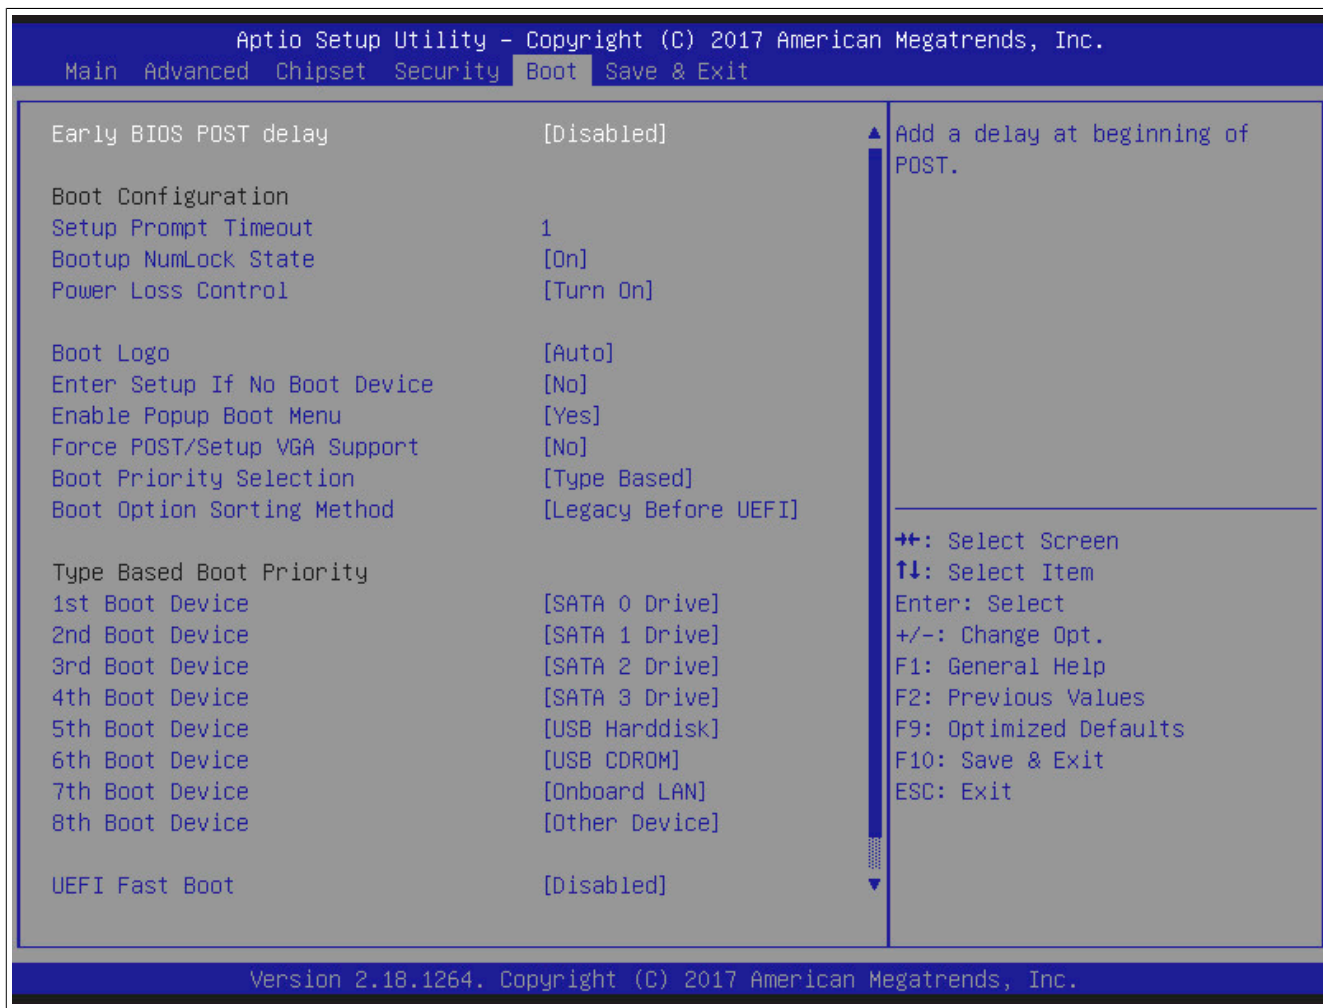 Aptio Setup Utility – Copyright (C) 2017 American Megatrends, Inc.
Main Advanced Chipset Security Boot Save & Exit
Early BIOS POST delay [Disabled]
Boot Configuration
Setup Prompt Timeout 1
Bootup NumLock State [On]
Power Loss Control [Turn On]
Boot Logo [Auto]
Enter Setup If No Boot Device [No]
Enable Popup Boot Menu [Yes]
Force POST/Setup VGA Support [No]
Boot Priority Selection [Type Based]
Boot Option Sorting Method [Legacy Before UEFI]
Type Based Boot Priority
1st Boot Device [SATA 0 Drive]
2nd Boot Device [SATA 1 Drive]
3rd Boot Device [SATA 2 Drive]
4th Boot Device [SATA 3 Drive]
5th Boot Device [USB Harddisk]
6th Boot Device [USB CDROM]
7th Boot Device [Onboard LAN]
8th Boot Device [Other Device]
UEFI Fast Boot [Disabled]
Add a delay at beginning of
POST.
→←: Select Screen
↑↓: Select Item
Enter: Select
+/-: Change Opt.
F1: General Help
F2: Previous Values
F9: Optimized Defaults
F10: Save & Exit
ESC: Exit
Version 2.18.1264. Copyright (C) 2017 American Megatrends, Inc.